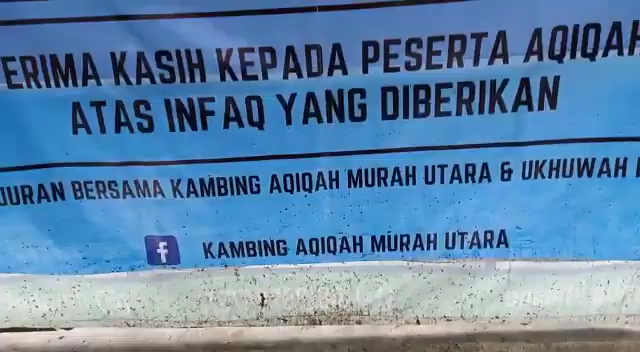 ERIMA KASIH KEPADA PESERTA AQIQAH
ATAS INFAQ YANG DIBERIKAN
JURAN BERSAMA KAMBING AQIQAH MURAH UTARA & UKHUWAH
f KAMBING AQIQAH MURAH UTARA